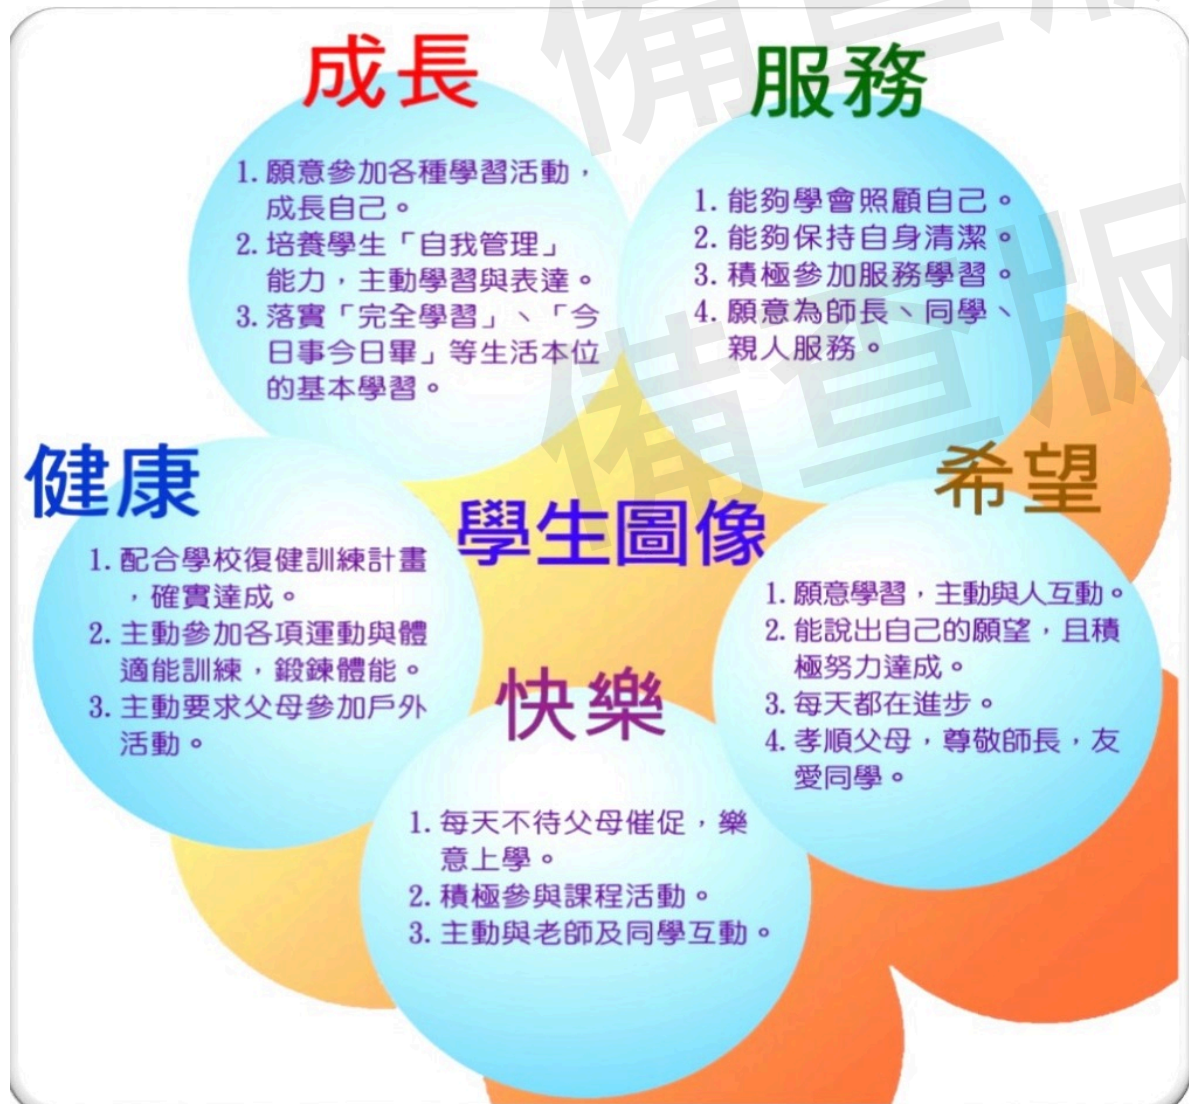 成長
1. 願意參加各種學習活動，
成長自己。
2. 培養學生「自我管理」
能力，主動學習與表達。
3. 落實「完全學習」、「今
日事今日畢」等生活本位
的基本學習。
服務
1. 能夠學會照顧自己。
2. 能夠保持自身清潔。
3. 積極參加服務學習。
4. 願意為師長、同學、
親人服務。
健康
1. 配合學校復健訓練計畫
，確實達成。
2. 主動參加各項運動與體
適能訓練，鍛鍊體能。
3. 主動要求父母參加戶外
活動。
學生圖像
希望
1. 願意學習，主動與人互動。
2. 能說出自己的願望，且積
極努力達成。
3. 每天都在進步。
4. 孝順父母，尊敬師長，友
愛同學。
快樂
1. 每天不待父母催促，樂
意上學。
2. 積極參與課程活動。
3. 主動與老師及同學互動。
備查版
備查版